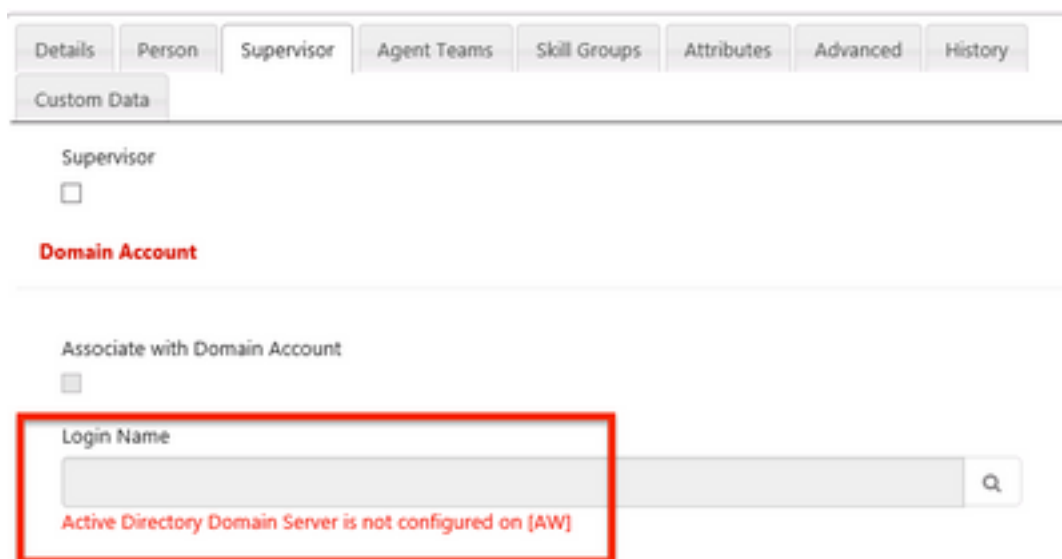 Details Person Supervisor Agent Teams Skill Groups Attributes Advanced History
Custom Data
Supervisor
Domain Account
Associate with Domain Account
Login Name
Active Directory Domain Server is not configured on [AW]